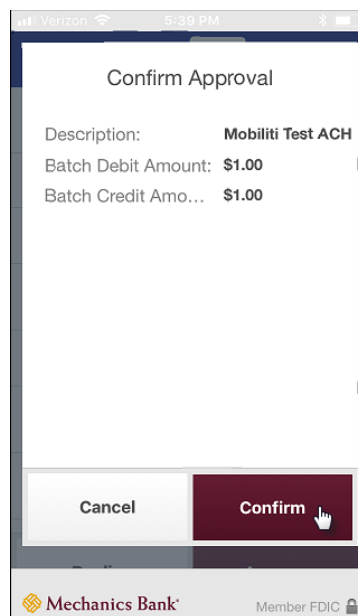 Verizon 5:39 PM
Confirm Approval
Description: Mobiliti Test ACH
Batch Debit Amount: $1.00
Batch Credit Amo... $1.00
Cancel Confirm
Mechanics Bank Member FDIC